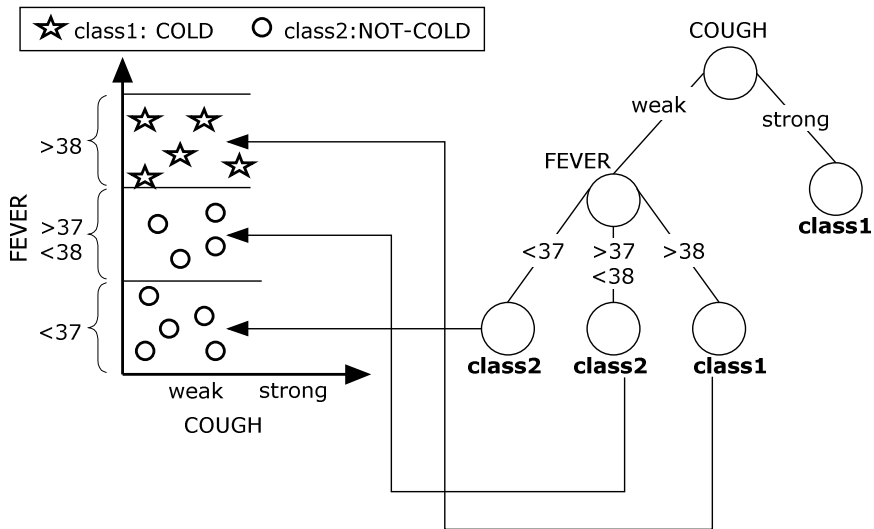 class1: COLD
class2:NOT-COLD
COUGH
weak
strong
FEVER
>38
>37
<38
<37
FEVER
<37
>37
<38
>38
class1
class2
class2
class1
weak
strong
COUGH